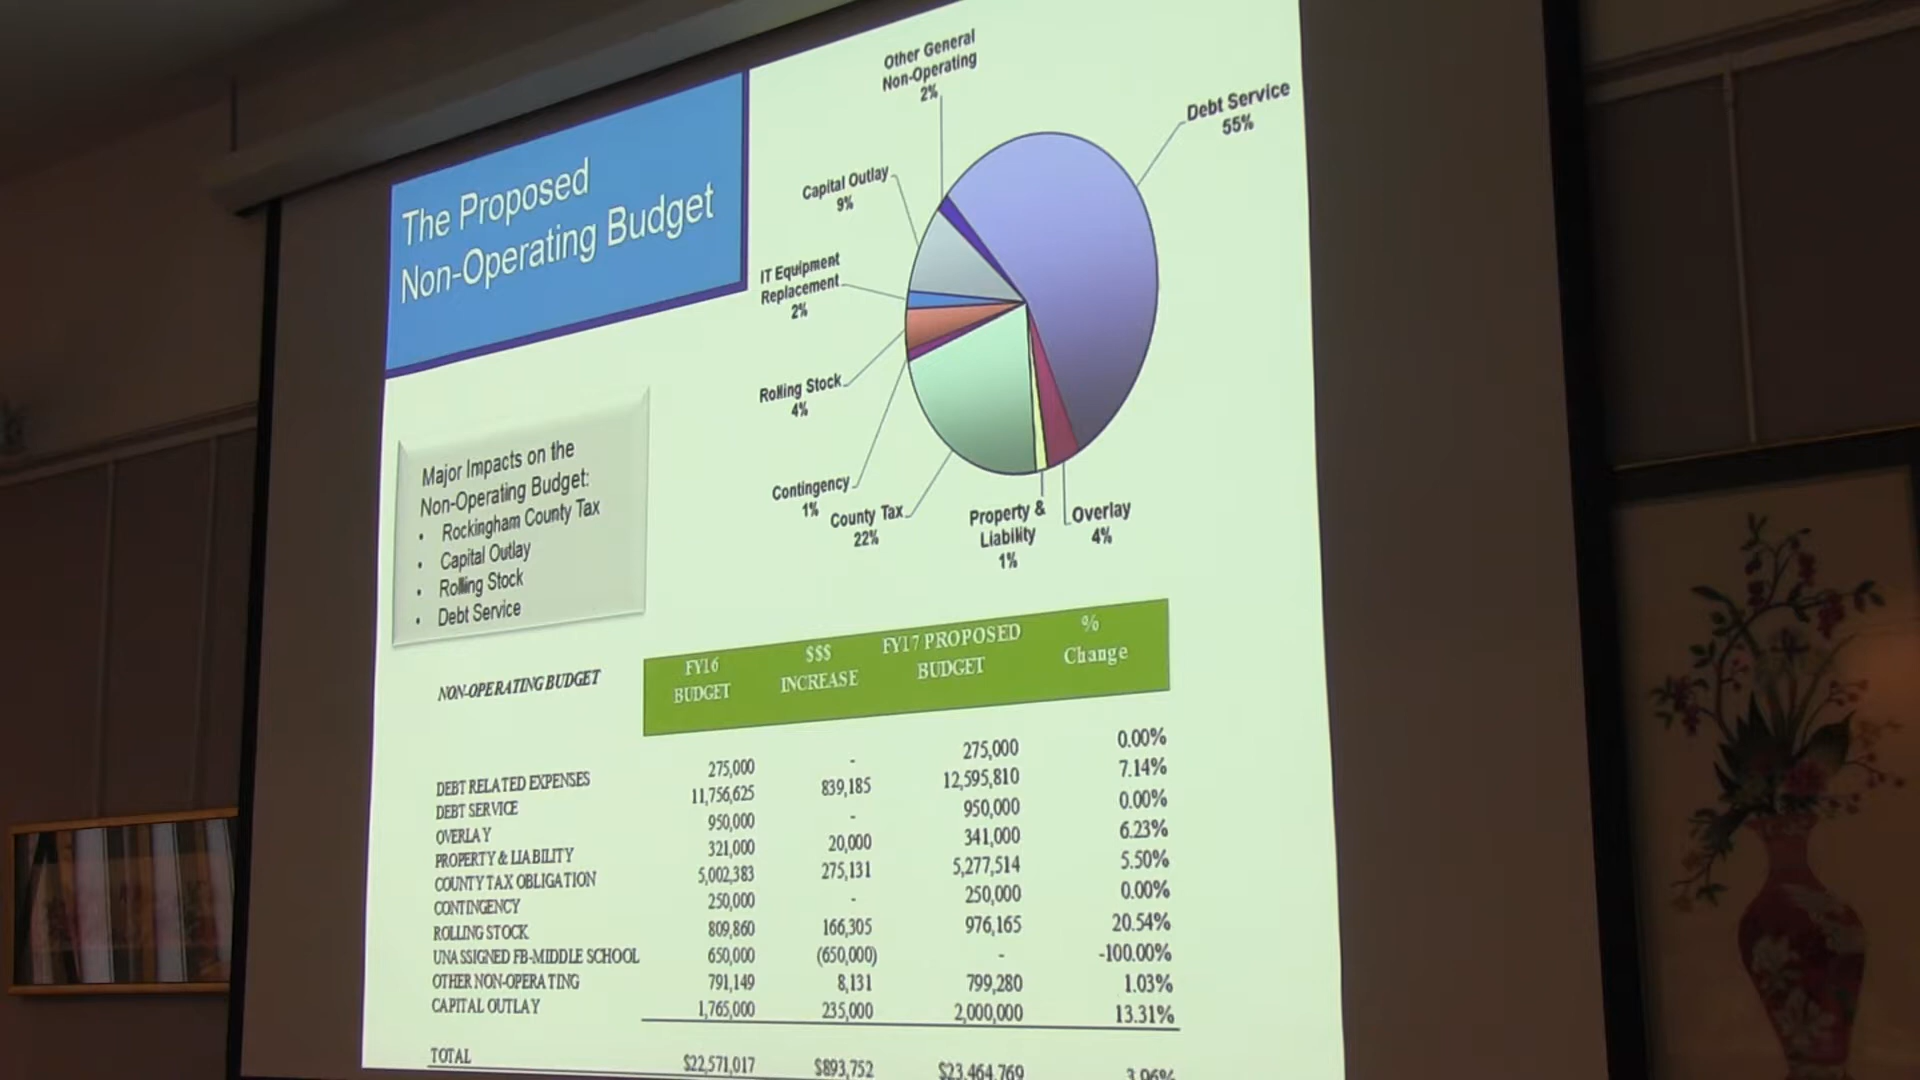 The Proposed
Non-Operating Budget
Other General
Non-Operating
2%
Debt Service
55%
Capital Outlay
9%
IT Equipment
Replacement
2%
Rolling Stock
4%
Contingency
1%
County Tax
22%
Property &
Liability
1%
Overlay
4%
Major Impacts on the
Non-Operating Budget:
• Rockingham County Tax
• Capital Outlay
• Rolling Stock
• Debt Service
NON-OPERATING BUDGET
FY16
BUDGET
$$$
INCREASE
FY17 PROPOSED
BUDGET
%
Change
DEBT RELATED EXPENSES 275,000 - 275,000 0.00%
DEBT SERVICE 11,756,625 839,185 12,595,810 7.14%
OVERLAY 950,000 - 950,000 0.00%
PROPERTY & LIABILITY 321,000 20,000 341,000 6.23%
COUNTY TAX OBLIGATION 5,002,383 275,131 5,277,514 5.50%
CONTINGENCY 250,000 - 250,000 0.00%
ROLLING STOCK 809,860 166,305 976,165 20.54%
UNASSIGNED FB-MIDDLE SCHOOL 650,000 (650,000) - -100.00%
OTHER NON-OPERATING 791,149 8,131 799,280 1.03%
CAPITAL OUTLAY 1,765,000 235,000 2,000,000 13.31%
TOTAL $22,571,017 $893,752 $23,464,769 3.96%